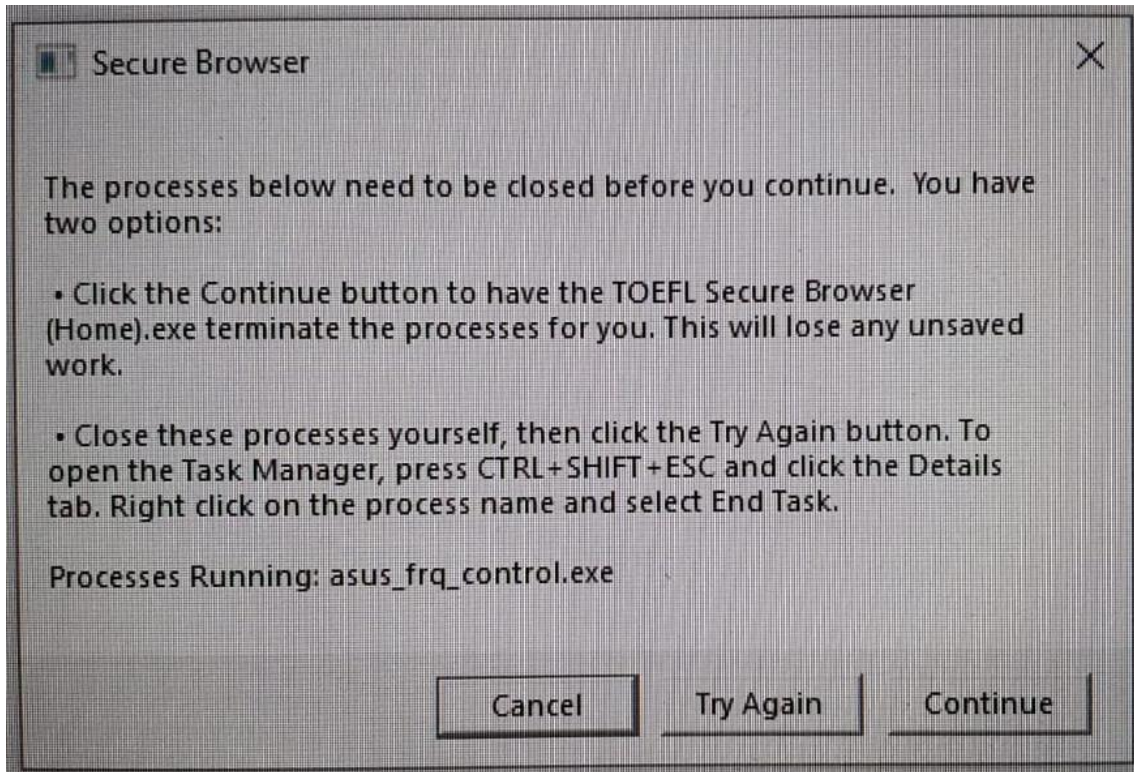 Secure Browser
The processes below need to be closed before you continue. You have
two options:
• Click the Continue button to have the TOEFL Secure Browser
(Home).exe terminate the processes for you. This will lose any unsaved
work.
• Close these processes yourself, then click the Try Again button. To
open the Task Manager, press CTRL+SHIFT+ESC and click the Details
tab. Right click on the process name and select End Task.
Processes Running: asus_frq_control.exe
Cancel Try Again Continue